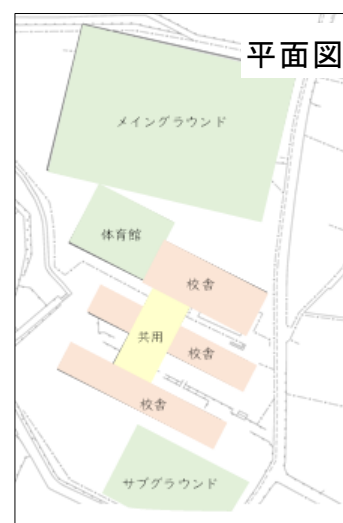 平面図
メイングラウンド
体育館
校舎
共用
校舎
校舎
サブグラウンド